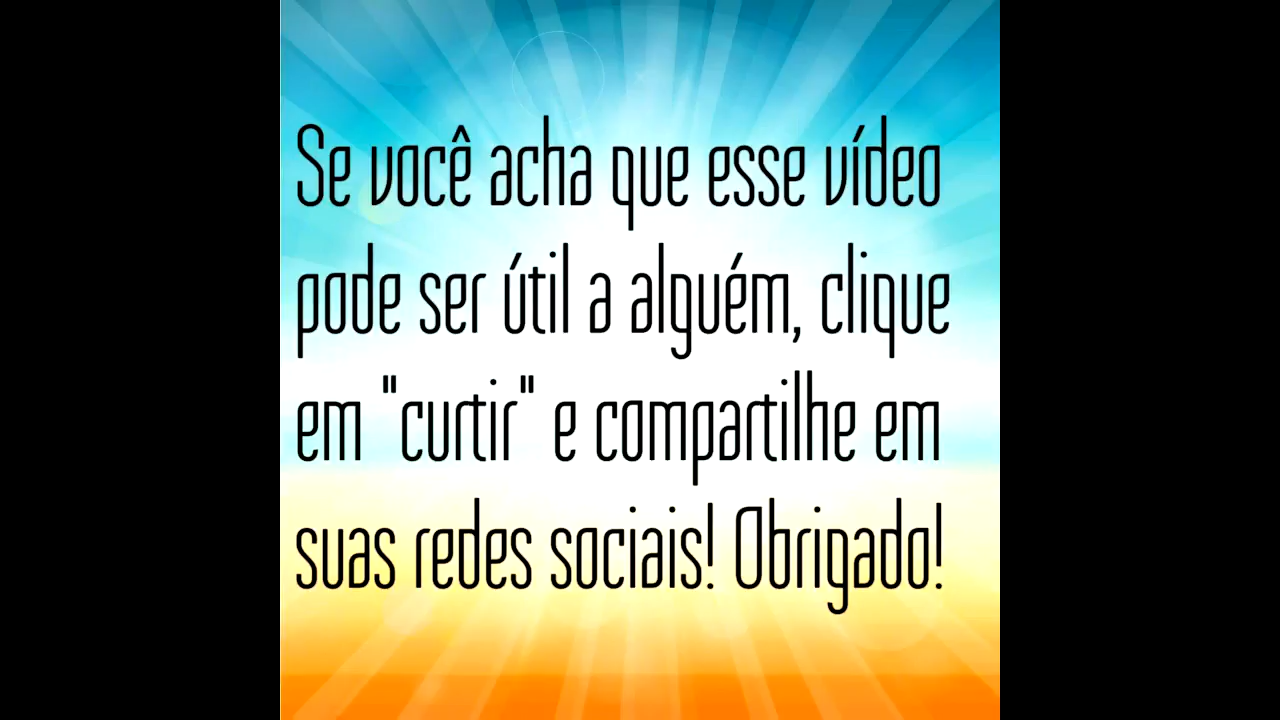 Se você acha que esse vídeo
pode ser útil a alguém, clique
em "curtir" e compartilhe em
suas redes sociais! Obrigado!